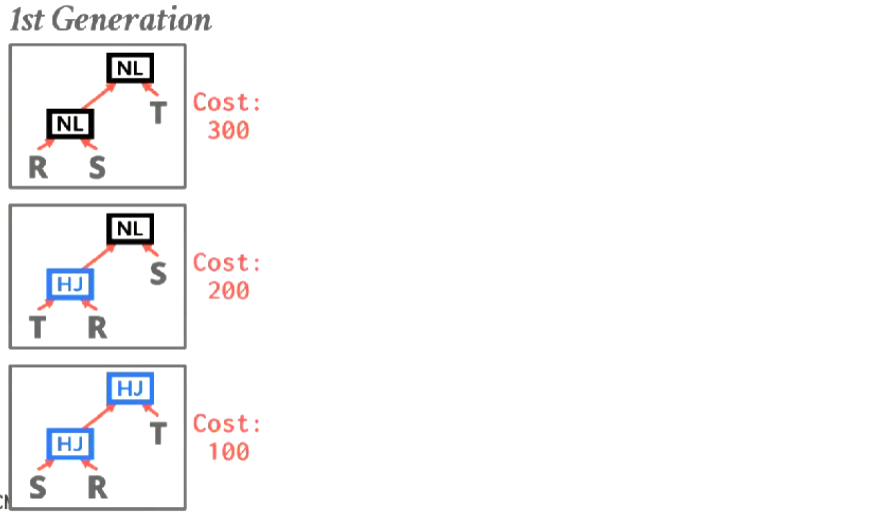 1st Generation
NL
NL
T
R S
Cost:
300
NL
HJ
S
T R
Cost:
200
HJ
HJ
T
S R
Cost:
100